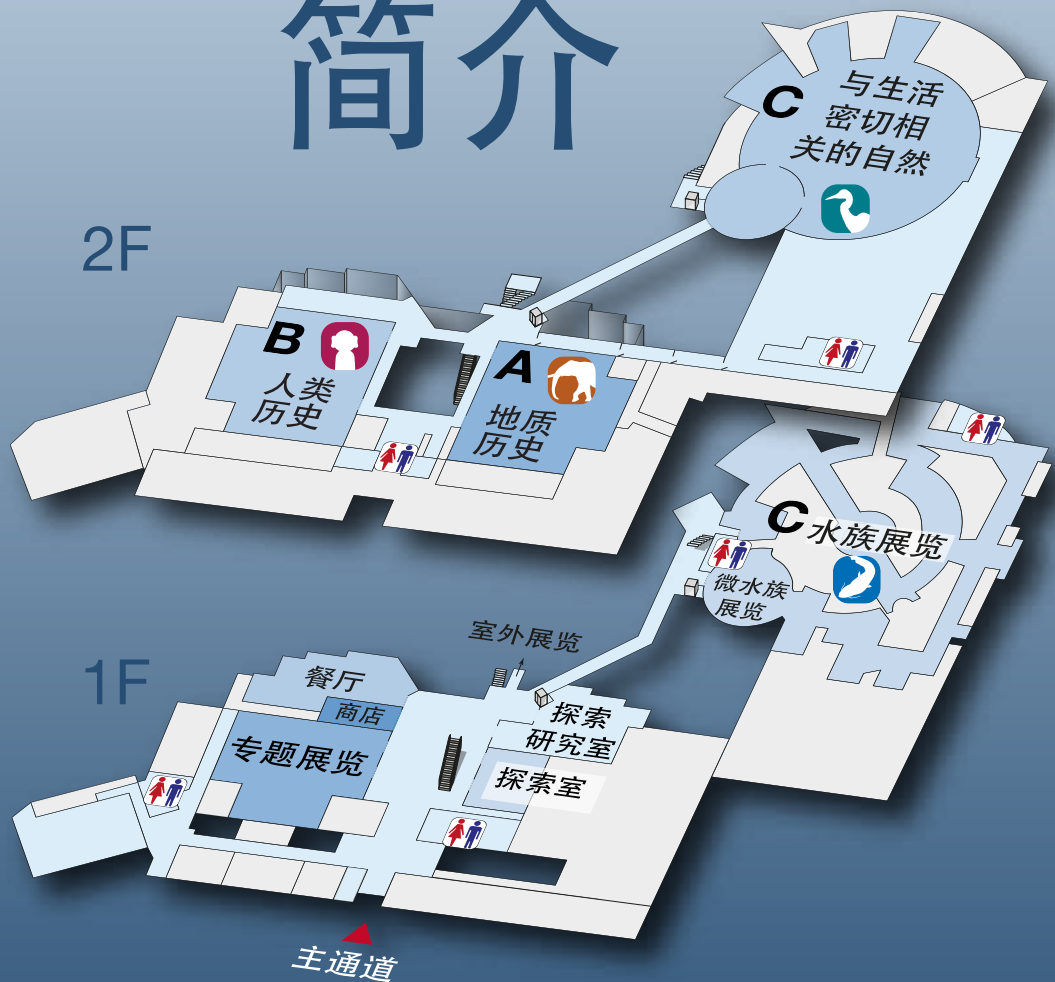 简介
2F
C
与生活
密切相
关的自然
B
人类
历史
A
地质
历史
C
水族展览
微水族
展览
1F
室外展览
餐厅
商店
专题展览
探索
研究室
探索室
主通道